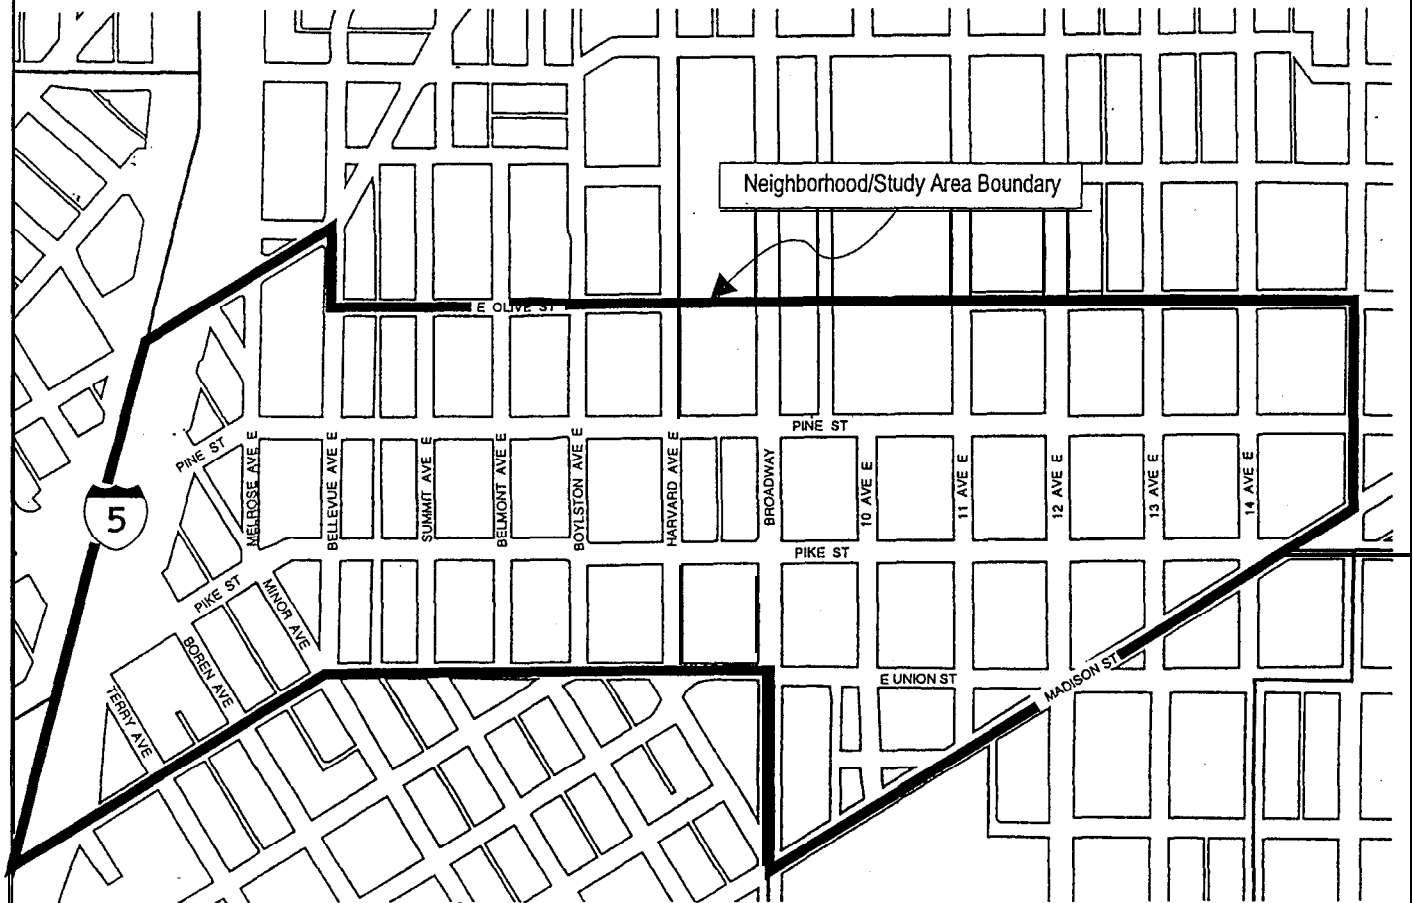 Neighborhood/Study Area Boundary
E OLIVE ST
PINE ST
PINE ST
MELROSE AVE E
BELLEVUE AVE E
SUMMIT AVE E
BELMONT AVE E
BOYLSTON AVE E
HARVARD AVE E
BROADWAY
10 AVE E
11 AVE E
12 AVE E
13 AVE E
14 AVE E
5
PIKE ST
PIKE ST
MINOR AVE
BOREN AVE
TERRY AVE
E UNION ST
MADISON ST